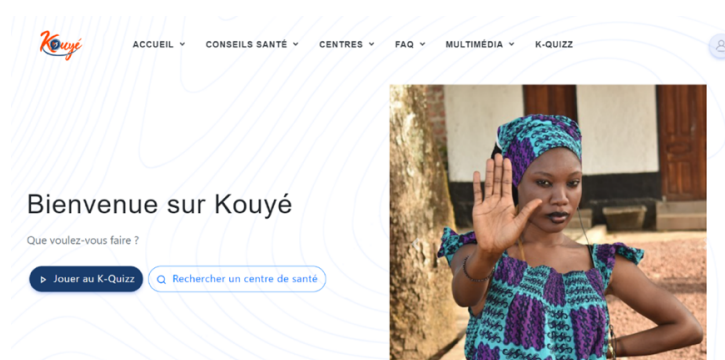 Kouyé
ACCUEIL CONSEILS SANTÉ CENTRES FAQ MULTIMÉDIA K-QUIZZ
Bienvenue sur Kouyé
Que voulez-vous faire ?
Jouer au K-Quizz Rechercher un centre de santé